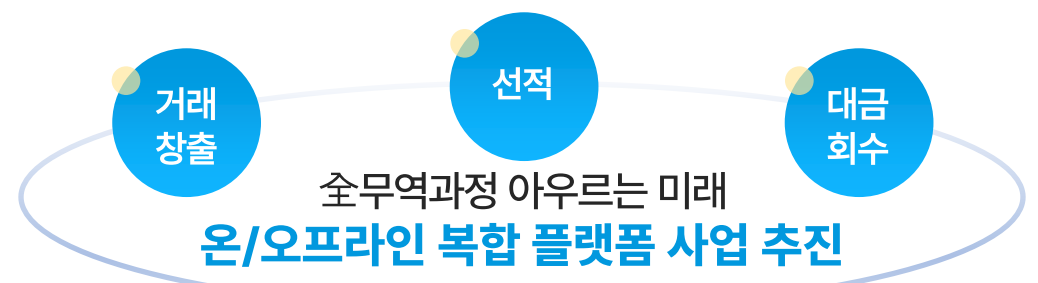 거래
창출
선적
대금
회수
全무역과정 아우르는 미래
온/오프라인 복합 플랫폼 사업 추진